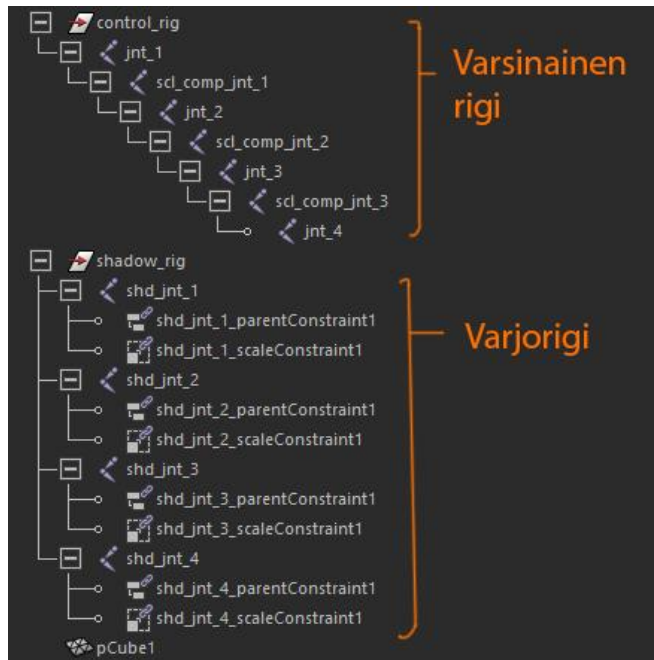 control_rig
jnt_1
scl_comp_jnt_1
jnt_2
scl_comp_jnt_2
jnt_3
scl_comp_jnt_3
jnt_4
Varsinainen
rigi
shadow_rig
shd_jnt_1
shd_jnt_1_parentConstraint1
shd_jnt_1_scaleConstraint1
shd_jnt_2
shd_jnt_2_parentConstraint1
shd_jnt_2_scaleConstraint1
shd_jnt_3
shd_jnt_3_parentConstraint1
shd_jnt_3_scaleConstraint1
shd_jnt_4
shd_jnt_4_parentConstraint1
shd_jnt_4_scaleConstraint1
Varjorigi
pCube1